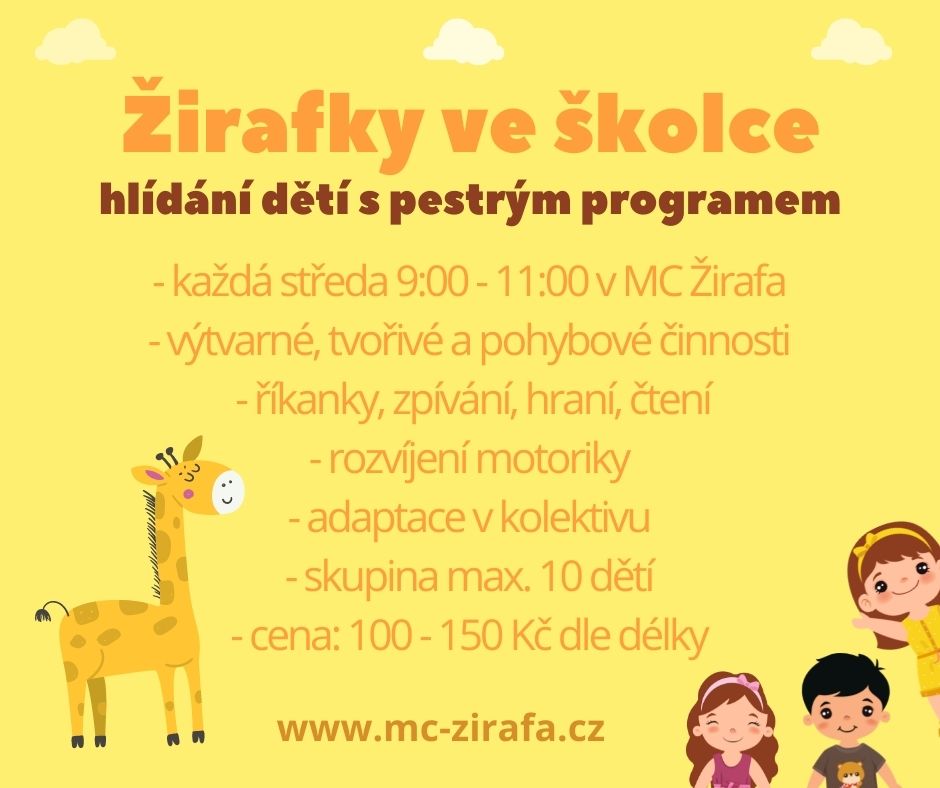 Žirafky ve školce
hlídání dětí s pestrým programem
- každá středa 9:00 - 11:00 v MC Žirafa
- výtvarné, tvořivé a pohybové činnosti
- říkanky, zpívání, hraní, čtení
- rozvíjení motoriky
- adaptace v kolektivu
- skupina max. 10 dětí
- cena: 100 - 150 Kč dle délky
www.mc-zirafa.cz